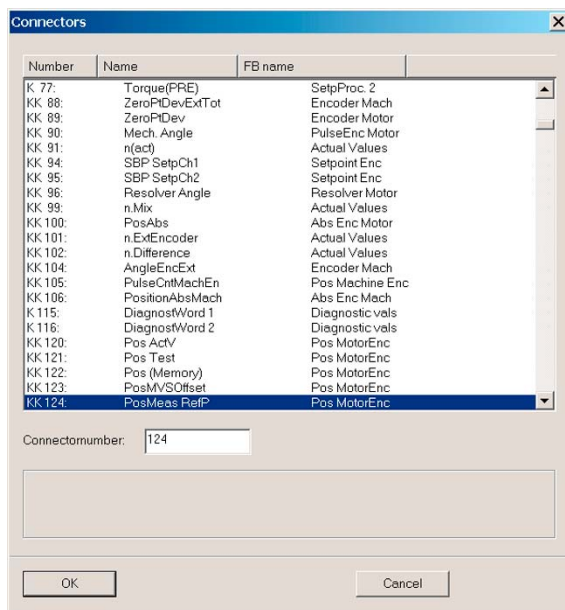 Connectors
Number Name FB name
K 77: Torque(PRE) SetpProc. 2
KK 88: ZeroPtDevExtTot Encoder Mach
KK 89: ZeroPtDev Encoder Motor
KK 90: Mech. Angle PulseEnc Motor
KK 91: n(act) Actual Values
KK 94: SBP SetpCh1 Setpoint Enc
KK 95: SBP SetpCh2 Setpoint Enc
KK 96: Resolver Angle Resolver Motor
KK 99: n.Mix Actual Values
KK 100: PosAbs Abs Enc Motor
KK 101: n.ExtEncoder Actual Values
KK 102: n.Difference Actual Values
KK 104: AngleEncExt Encoder Mach
KK 105: PulseCntMachEn Pos Machine Enc
KK 106: PositionAbsMach Abs Enc Mach
K 115: DiagnostWord 1 Diagnostic vals
K 116: DiagnostWord 2 Diagnostic vals
KK 120: Pos ActV Pos MotorEnc
KK 121: Pos Test Pos MotorEnc
KK 122: Pos (Memory) Pos MotorEnc
KK 123: PosMVSOffset Pos MotorEnc
KK 124: PosMeas RefP Pos MotorEnc
Connectornumber: 124
OK Cancel